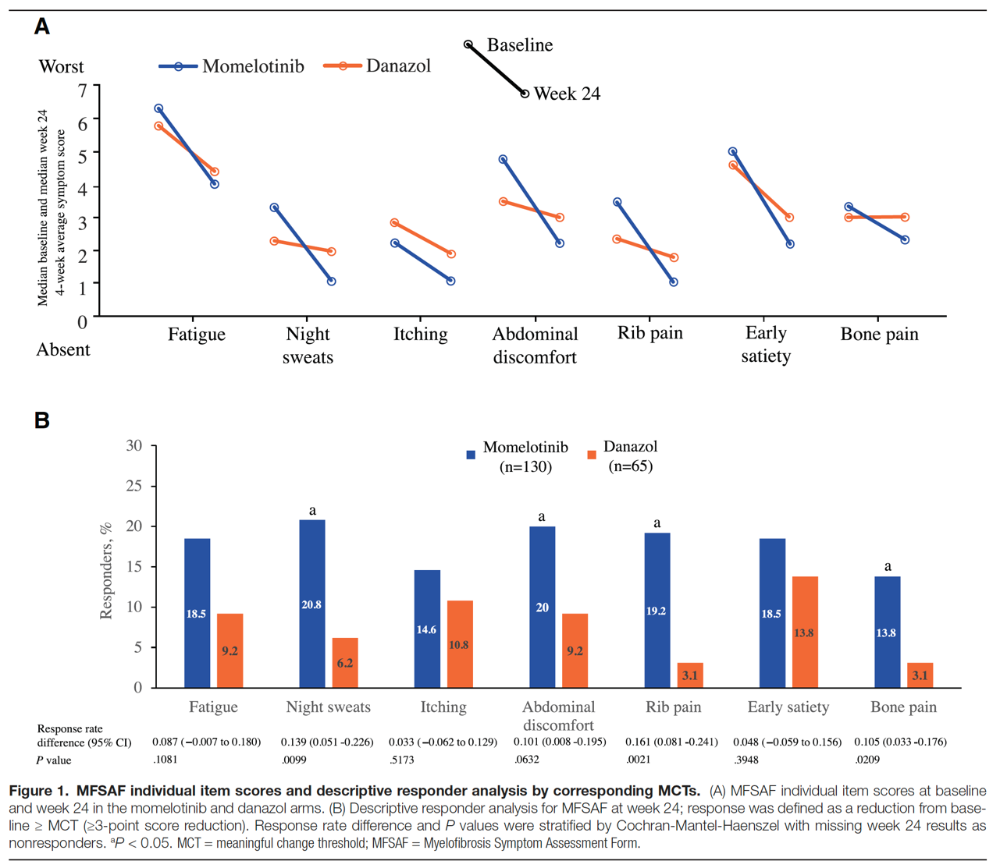 A
Worst
Momelotinib
Danazol
Baseline
Week 24
Median baseline and median week 24
4-week average symptom score
7
6
5
4
3
2
1
0
Absent
Fatigue
Night
sweats
Itching
Abdominal
discomfort
Rib pain
Early
satiety
Bone pain
B
Momelotinib
(n=130)
Danazol
(n=65)
Responders, %
30
25
20
15
10
5
0
18.5
9.2
a
20.8
6.2
14.6
10.8
a
20
9.2
a
19.2
3.1
18.5
13.8
a
13.8
3.1
Fatigue
Night sweats
Itching
Abdominal
discomfort
Rib pain
Early satiety
Bone pain
Response rate
difference (95% CI) 0.087 (−0.007 to 0.180) 0.139 (0.051 -0.226) 0.033 (−0.062 to 0.129) 0.101 (0.008 -0.195) 0.161 (0.081 -0.241) 0.048 (−0.059 to 0.156) 0.105 (0.033 -0.176)
P value .1081 .0099 .5173 .0632 .0021 .3948 .0209
Figure 1. MFSAF individual item scores and descriptive responder analysis by corresponding MCTs. (A) MFSAF individual item scores at baseline
and week 24 in the momelotinib and danazol arms. (B) Descriptive responder analysis for MFSAF at week 24; response was defined as a reduction from base-
line ≥ MCT (≥3-point score reduction). Response rate difference and P values were stratified by Cochran-Mantel-Haenszel with missing week 24 results as
nonresponders. ᵃP < 0.05. MCT = meaningful change threshold; MFSAF = Myelofibrosis Symptom Assessment Form.